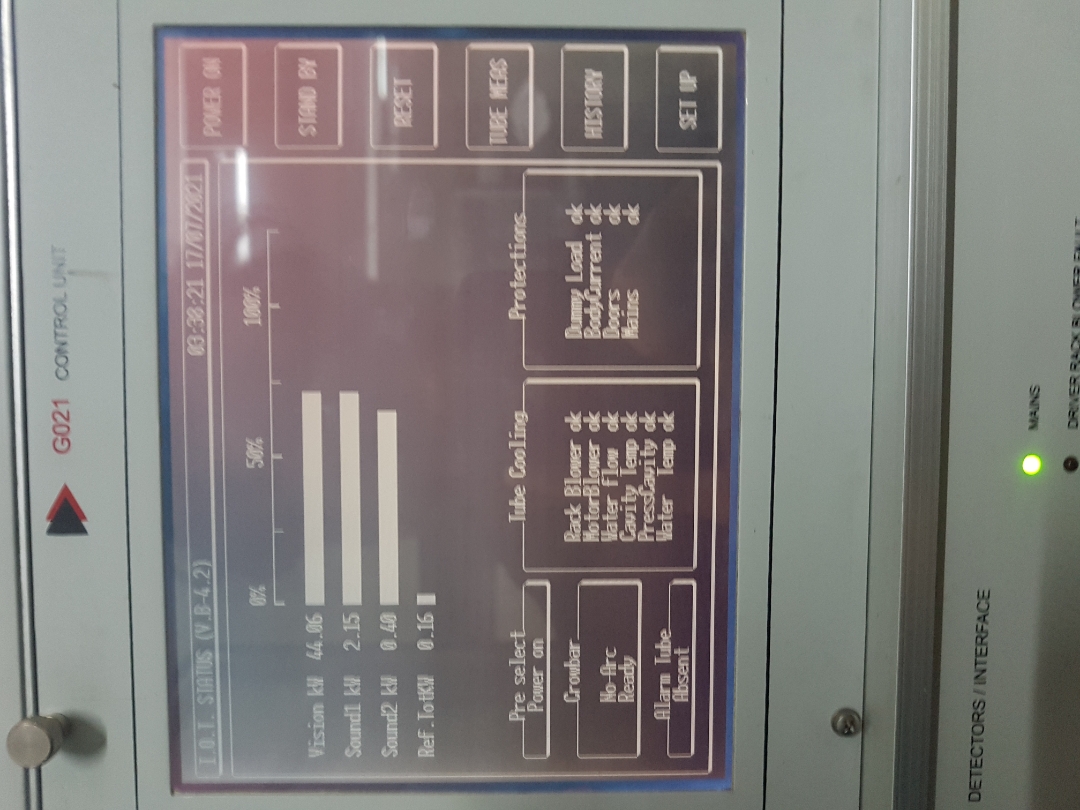 G021 CONTROL UNIT
I.O.T. STATUS (V.B-4.2) 03:38:21 17/07/2021
POWER ON
0% 50% 100%
STAND BY
Vision kW 44.06
Sound1 kW 2.15
Sound2 kW 0.40
RESET
Ref.TotKW 0.16
TUBE MEAS
Pre select
Power on
Crowbar
No-Arc
Ready
Alarm Tube
Absent
Tube Cooling
Rack Blower ok
MotorBlower ok
Water flow ok
Cavity Temp ok
PressCavity ok
Water Temp ok
Protections
Dummy Load ok
BodyCurrent ok
Doors ok
Mains ok
HISTORY
SET UP
DETECTORS / INTERFACE
MAINS
DRIVER RACK BLOWER FAULT